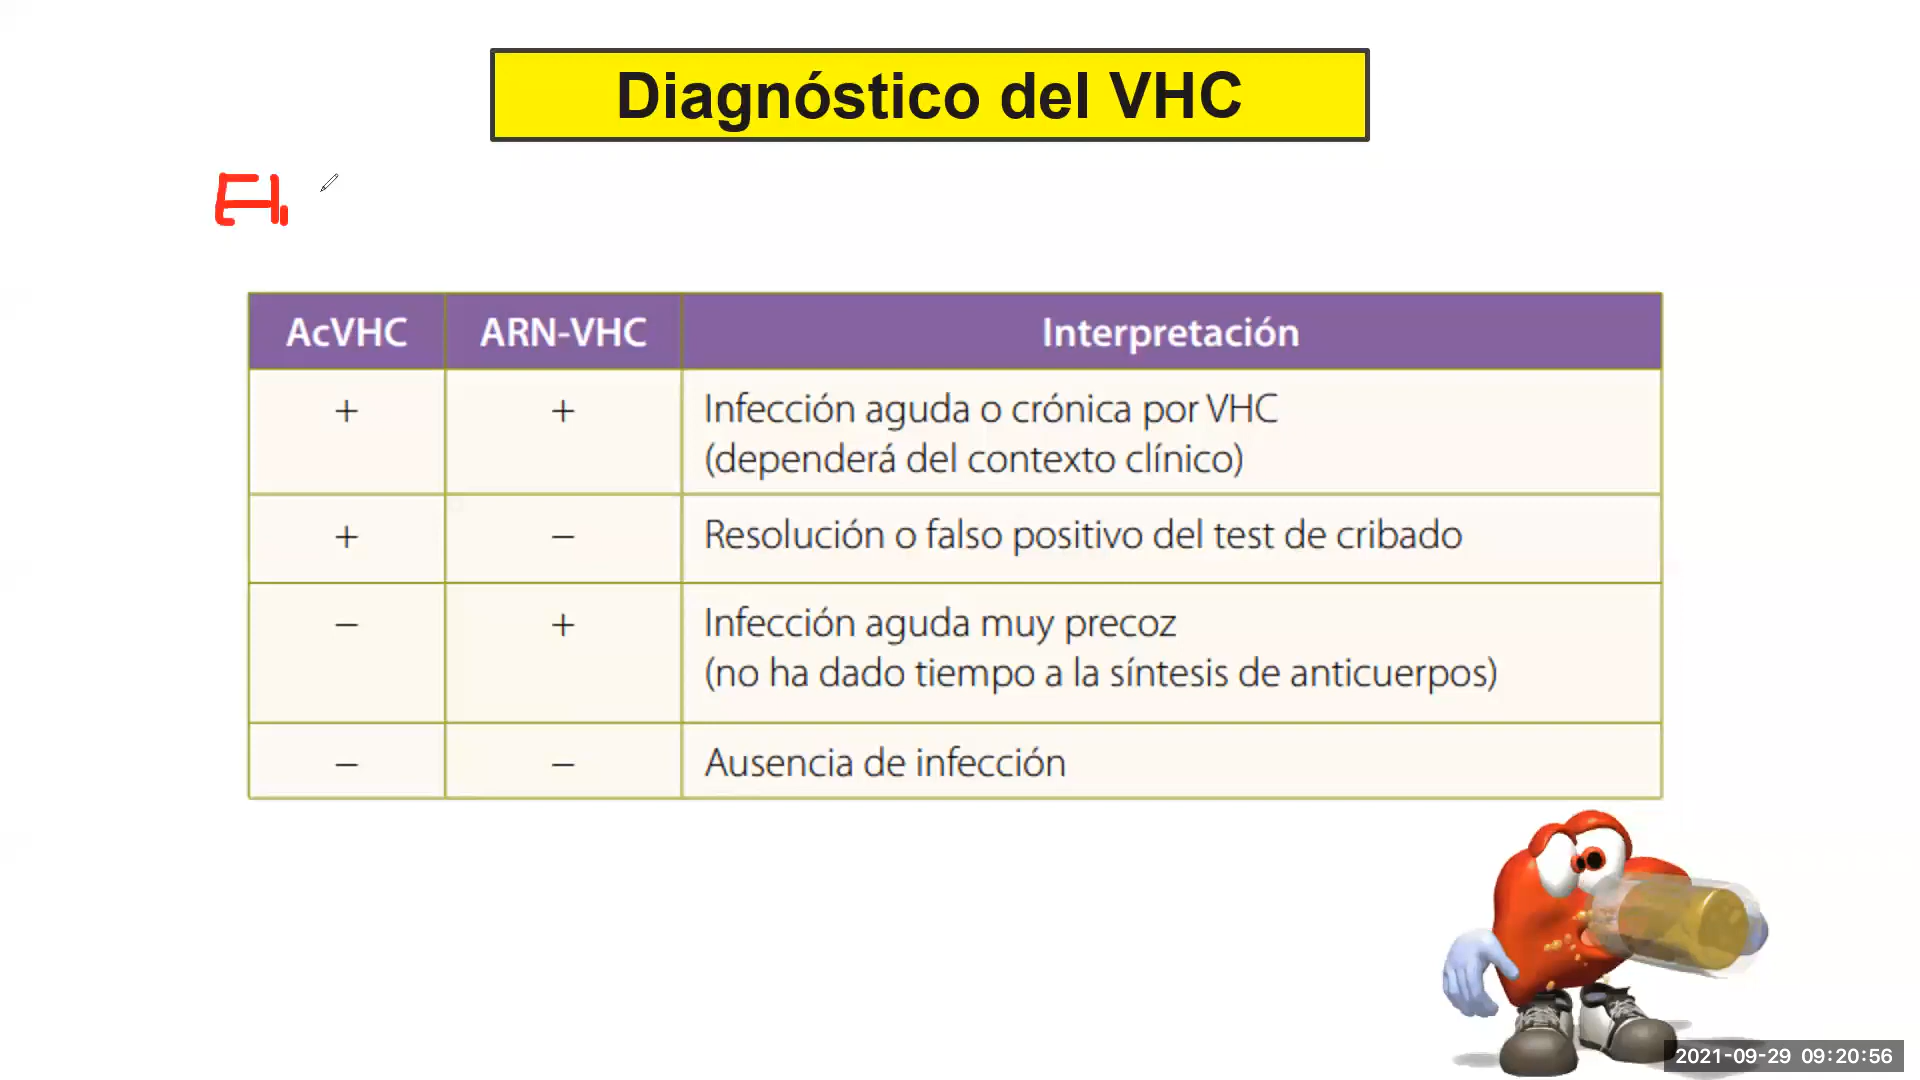 Diagnóstico del VHC
AcVHC ARN-VHC Interpretación
+ + Infección aguda o crónica por VHC
(dependerá del contexto clínico)
+ – Resolución o falso positivo del test de cribado
– + Infección aguda muy precoz
(no ha dado tiempo a la síntesis de anticuerpos)
– – Ausencia de infección
2021-09-29 09:20:56